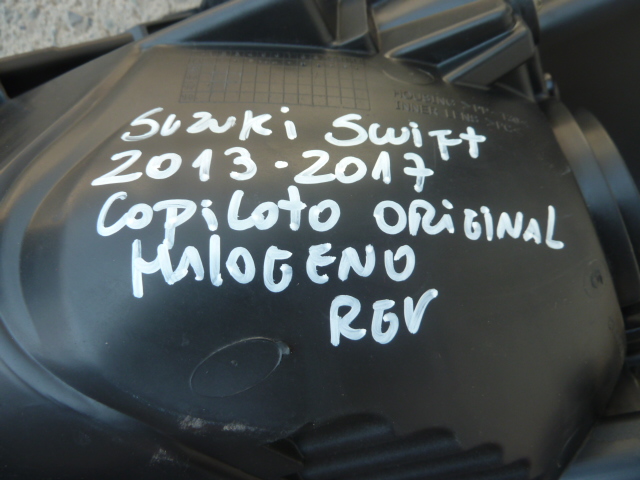 Suzuki Swift
2013-2017
Copiloto ORIGINAL
HALOGENO
RGV